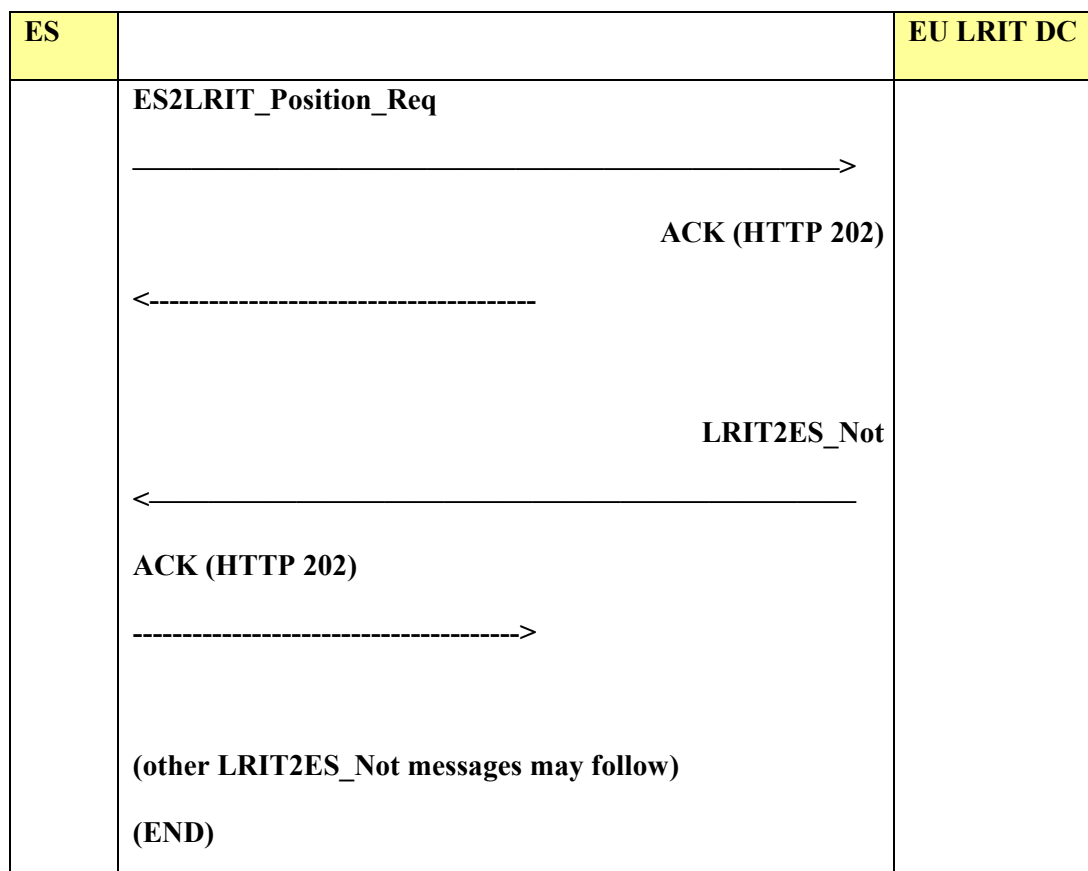 ES
EU LRIT DC
ES2LRIT_Position_Req
————————————————————————>
ACK (HTTP 202)
<---------------------------------------
LRIT2ES_Not
<————————————————————————
ACK (HTTP 202)
--------------------------------------->
(other LRIT2ES_Not messages may follow)
(END)